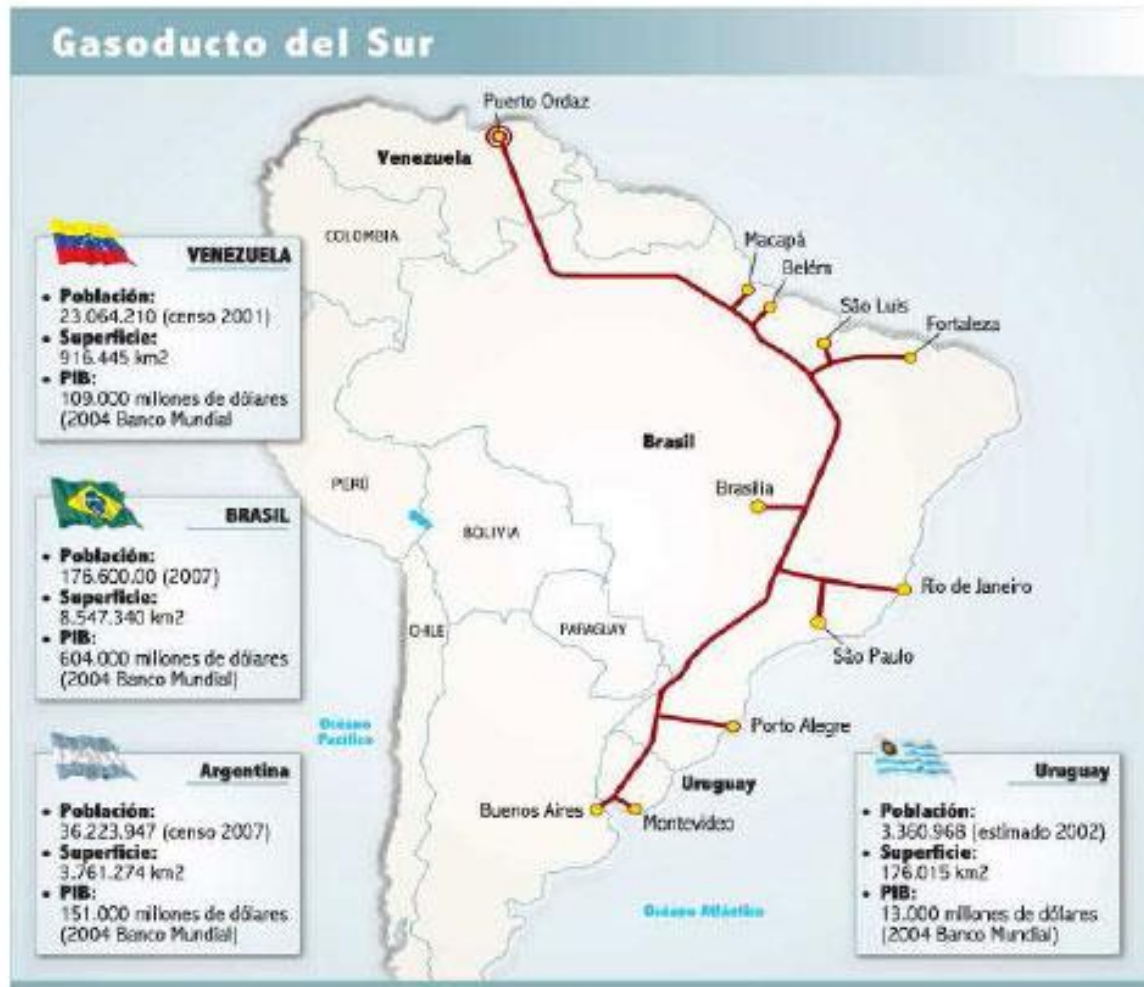 Gasoducto del Sur
Puerto Ordaz
Venezuela
COLOMBIA
Macapá
Belém
São Luis
Fortaleza
VENEZUELA
• Población:
23.064.210 (censo 2001)
• Superficie:
916.445 km2
• PIB:
109.000 millones de dólares
(2004 Banco Mundial
Brasil
PERÚ
Brasilia
BOLIVIA
BRASIL
• Población:
176.600.00 (2007)
• Superficie:
8.547.340 km2
• PIB:
604.000 millones de dólares
(2004 Banco Mundial)
Rio de Janeiro
CHILE
PARAGUAY
São Paulo
Océano
Pacífico
Porto Alegre
Argentina
• Población:
36.223.947 (censo 2007)
• Superficie:
3.761.274 km2
• PIB:
151.000 millones de dólares
(2004 Banco Mundial)
Uruguay
Buenos Aires
Montevideo
Océano Atlántico
Uruguay
• Población:
3.360.968 (estimado 2002)
• Superficie:
176.015 km2
• PIB:
13.000 millones de dólares
(2004 Banco Mundial)